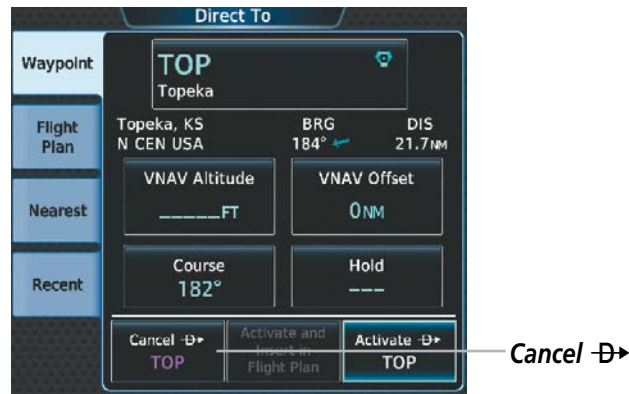 Direct To
Waypoint
TOP
Topeka
Flight
Plan
Topeka, KS
N CEN USA
BRG
184°
DIS
21.7NM
Nearest
VNAV Altitude
_____FT
VNAV Offset
0NM
Recent
Course
182°
Hold
___
Cancel D
TOP
Activate and
Insert in
Flight Plan
Activate D
TOP
Cancel D